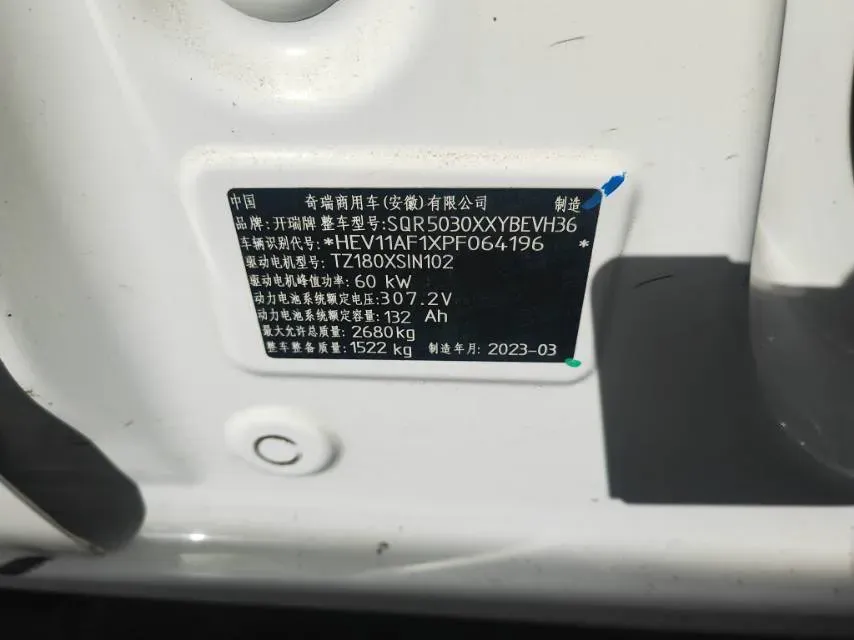 中国 奇瑞商用车(安徽)有限公司 制造
品牌:开瑞牌 整车型号:SQR5030XXYBEVH36
车辆识别代号:*HEV11AF1XPF064196 *
驱动电机型号: TZ180XSIN102
驱动电机峰值功率:60 kW
动力电池系统额定电压:307.2V
动力电池系统额定容量:132 Ah
最大允许总质量: 2680kg
整车整备质量:1522 kg 制造年月: 2023-03
C